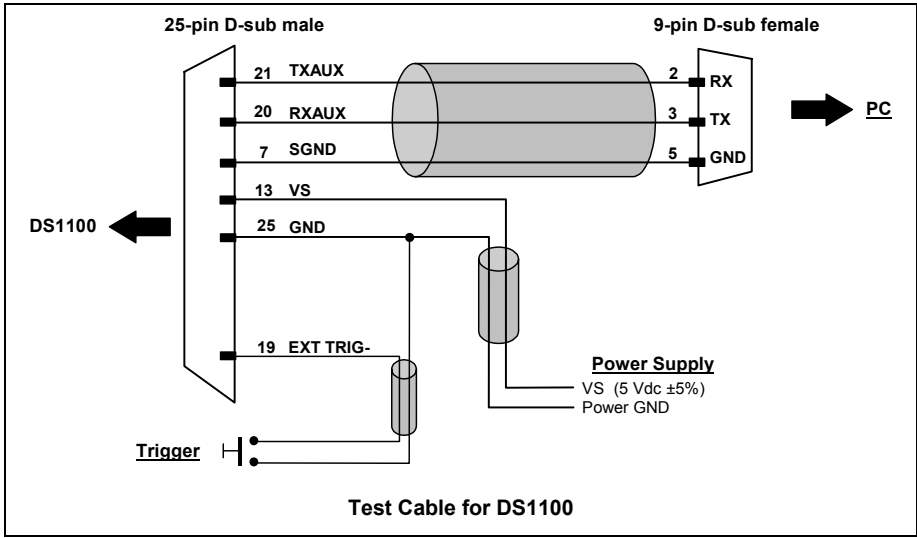 25-pin D-sub male
9-pin D-sub female
21 TXAUX
2 RX
20 RXAUX
3 TX
PC
7 SGND
5 GND
13 VS
DS1100
25 GND
19 EXT TRIG-
Power Supply
VS (5 Vdc ±5%)
Power GND
Trigger
Test Cable for DS1100